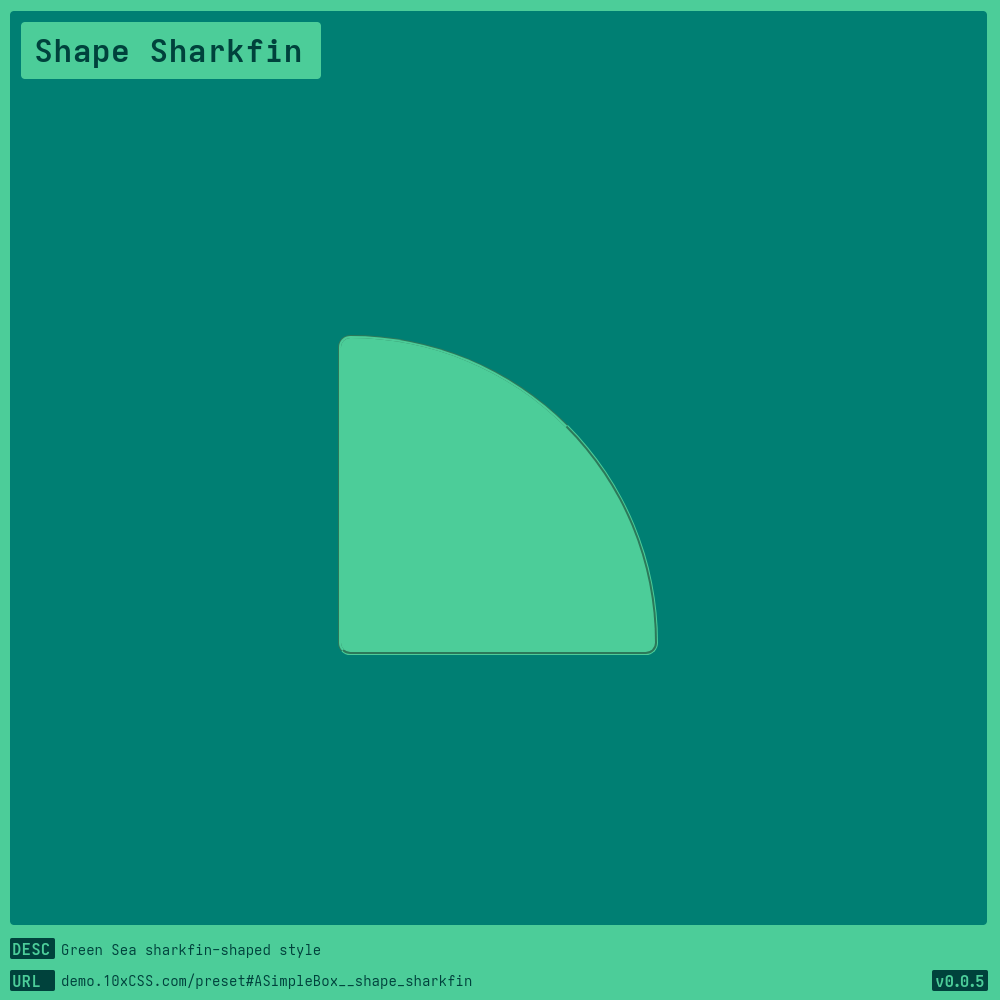 Shape Sharkfin
DESC Green Sea sharkfin-shaped style
URL demo.10xCSS.com/preset#ASimpleBox__shape_sharkfin
v0.0.5